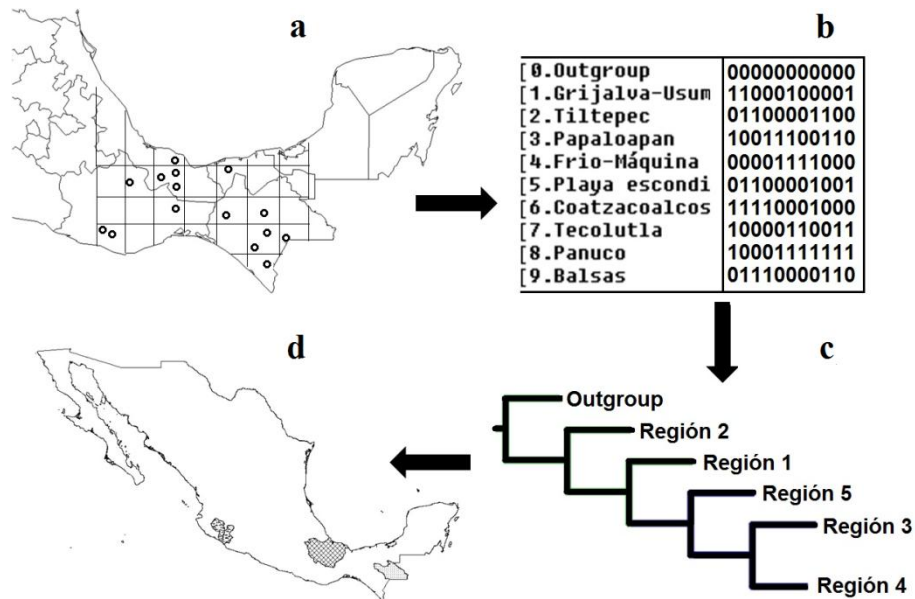 a
b
[0.Outgroup 00000000000
[1.Grijalva-Usum 11000100001
[2.Tiltepec 01100001100
[3.Papaloapan 10011100110
[4.Frio-Máquina 00001111000
[5.Playa escondi 01100001001
[6.Coatzacoalcos 11110001000
[7.Tecolutla 10000110011
[8.Panuco 10001111111
[9.Balsas 01110000110
d
c
Outgroup
Región 2
Región 1
Región 5
Región 3
Región 4